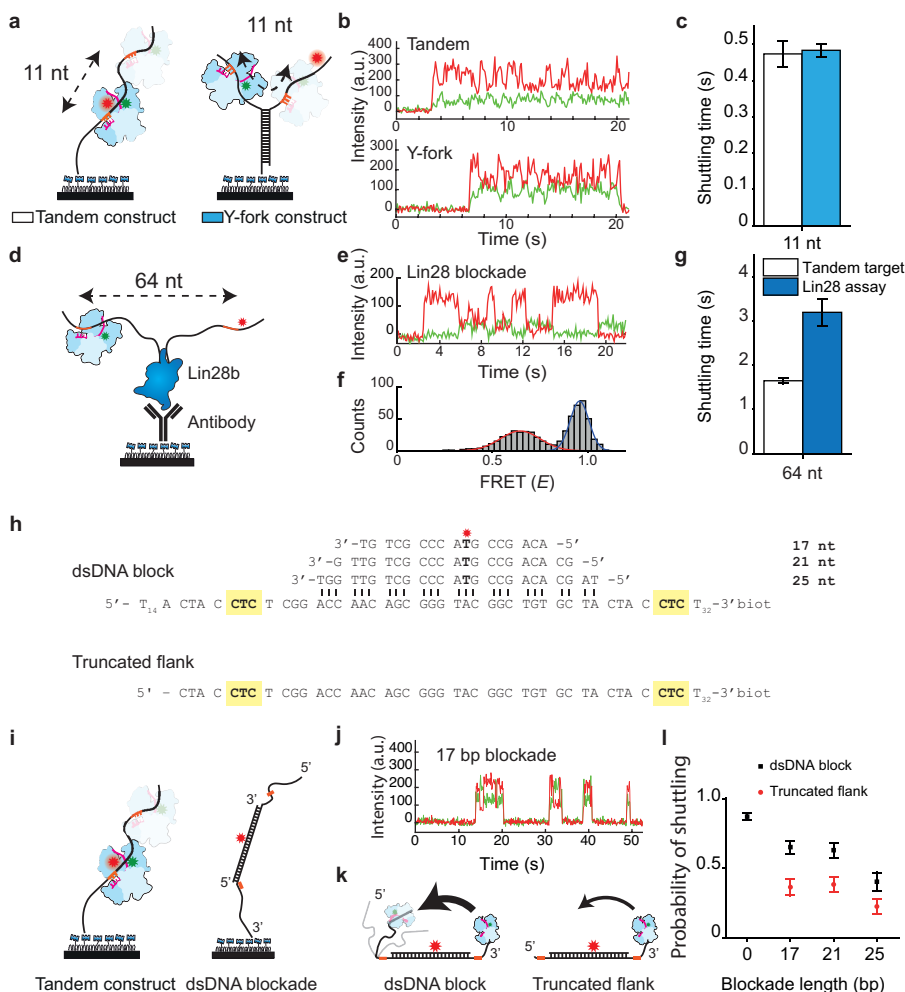 a
11 nt
11 nt
Tandem construct
Y-fork construct
b
Tandem
Intensity (a.u.)
400
300
200
100
0
0
10
20
Y-fork
Intensity (a.u.)
300
200
100
0
0
10
20
Time (s)
c
Shuttling time (s)
0.5
0.4
0.3
0.2
0.1
0
11 nt
d
64 nt
Lin28b
Antibody
e
Lin28 blockade
Intensity (a.u.)
200
100
0
0
4
8
12
16
20
Time (s)
f
Counts
100
50
0
0
0.5
1.0
FRET (E)
g
Tandem target
Lin28 assay
Shuttling time (s)
4
3
2
1
0
64 nt
h
3’-TG TCG CCC ATG CCG ACA -5’ 17 nt
3’-G TTG TCG CCC ATG CCG ACA CG -5’ 21 nt
3’-TGG TTG TCG CCC ATG CCG ACA CG AT -5’ 25 nt
dsDNA block
5’- T14 A CTA C CTC T CGG ACC AAC AGC GGG TAC GGC TGT GC TA CTA C CTC T32-3’biot
Truncated flank
5' - CTA C CTC T CGG ACC AAC AGC GGG TAC GGC TGT GC TA CTA C CTC T32-3’biot
i
5’
3’
5’
3’
Tandem construct
dsDNA blockade
j
17 bp blockade
Intensity (a.u.)
400
300
200
100
0
0
10
20
30
40
50
Time (s)
k
5’
3’
dsDNA block
5’
3’
Truncated flank
l
dsDNA block
Truncated flank
Probability of shuttling
1.0
0.5
0
0
17
21
25
Blockade length (bp)